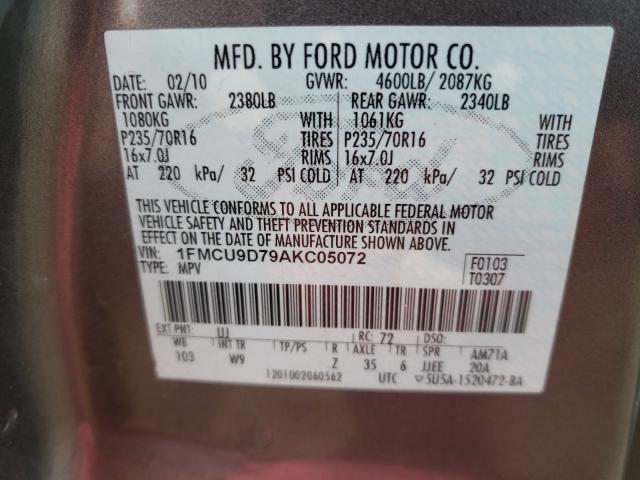 MFD. BY FORD MOTOR CO.
DATE: 02/10 GVWR: 4600LB/ 2087KG
FRONT GAWR: 2380LB REAR GAWR: 2340LB
1080KG WITH 1061KG WITH
P235/70R16 TIRES P235/70R16 TIRES
16x7.0J RIMS 16x7.0J RIMS
AT 220 kPa/ 32 PSI COLD AT 220 kPa/ 32 PSI COLD
Ford
THIS VEHICLE CONFORMS TO ALL APPLICABLE FEDERAL MOTOR
VEHICLE SAFETY AND THEFT PREVENTION STANDARDS IN
EFFECT ON THE DATE OF MANUFACTURE SHOWN ABOVE.
VIN: 1FMCU9D79AKC05072 F0103
TYPE: MPV T0307
EXT PNT: UJ RC: 72 DSO:
WB INT TR TP/PS R AXLE TR SPR AM71A
103 W9 Z 35 6 JJEE 20A
1201002060562 UTC 5U5A-1520472-BA